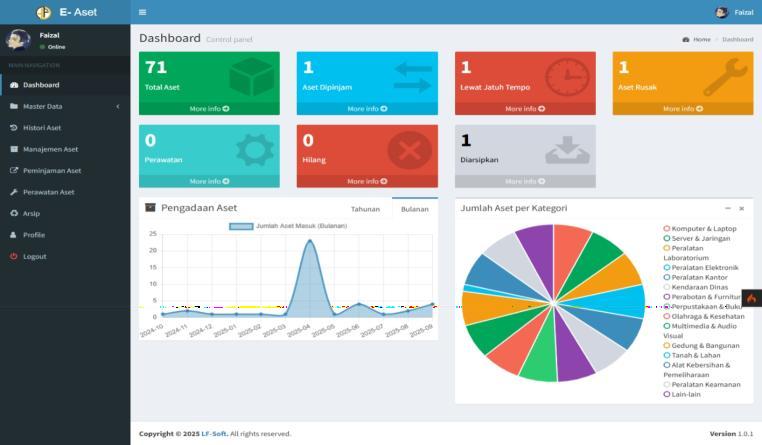 E- Aset
Faizal
Faizal
Online
MAIN NAVIGATION
Dashboard
Master Data
Histori Aset
Manajemen Aset
Peminjaman Aset
Perawatan Aset
Arsip
Profile
Logout
Dashboard Control panel
Home > Dashboard
71
Total Aset
More info
1
Aset Dipinjam
More info
1
Lewat Jatuh Tempo
More info
1
Aset Rusak
More info
0
Perawatan
More info
0
Hilang
More info
1
Diarsipkan
More info
Pengadaan Aset
Tahunan
Bulanan
Jumlah Aset Masuk (Bulanan)
25
20
15
10
5
0
2024-10
2024-11
2024-12
2025-01
2025-02
2025-03
2025-04
2025-05
2025-06
2025-07
2025-08
2025-09
Jumlah Aset per Kategori
Komputer & Laptop
Server & Jaringan
Peralatan
Laboratorium
Peralatan Elektronik
Peralatan Kantor
Kendaraan Dinas
Perabotan & Furnitur
Perpustakaan & Buku
Olahraga & Kesehatan
Multimedia & Audio
Visual
Gedung & Bangunan
Tanah & Lahan
Alat Kebersihan &
Pemeliharaan
Peralatan Keamanan
Lain-lain
Copyright © 2025 LF-Soft. All rights reserved.
Version 1.0.1